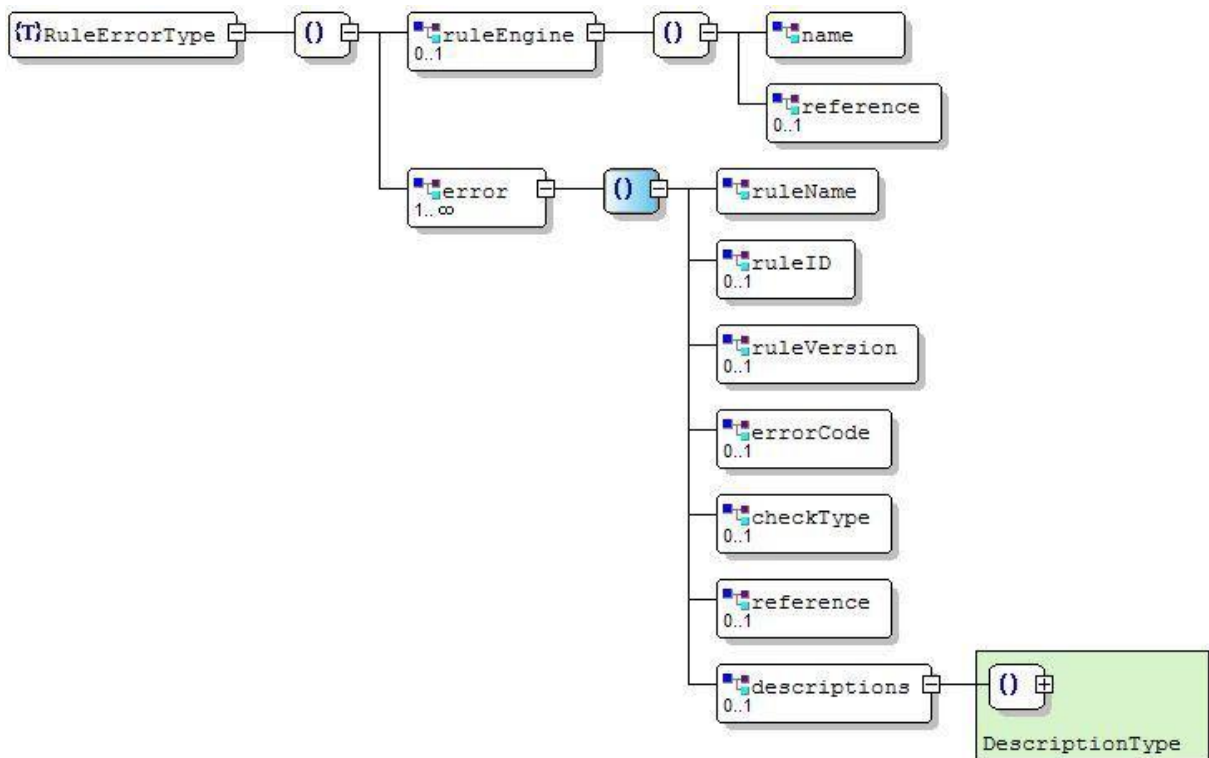 {T}RuleErrorType
()
ruleEngine
0..1
()
name
reference
0..1
error
1..∞
()
ruleName
ruleID
0..1
ruleVersion
0..1
errorCode
0..1
checkType
0..1
reference
0..1
descriptions
0..1
()
DescriptionType